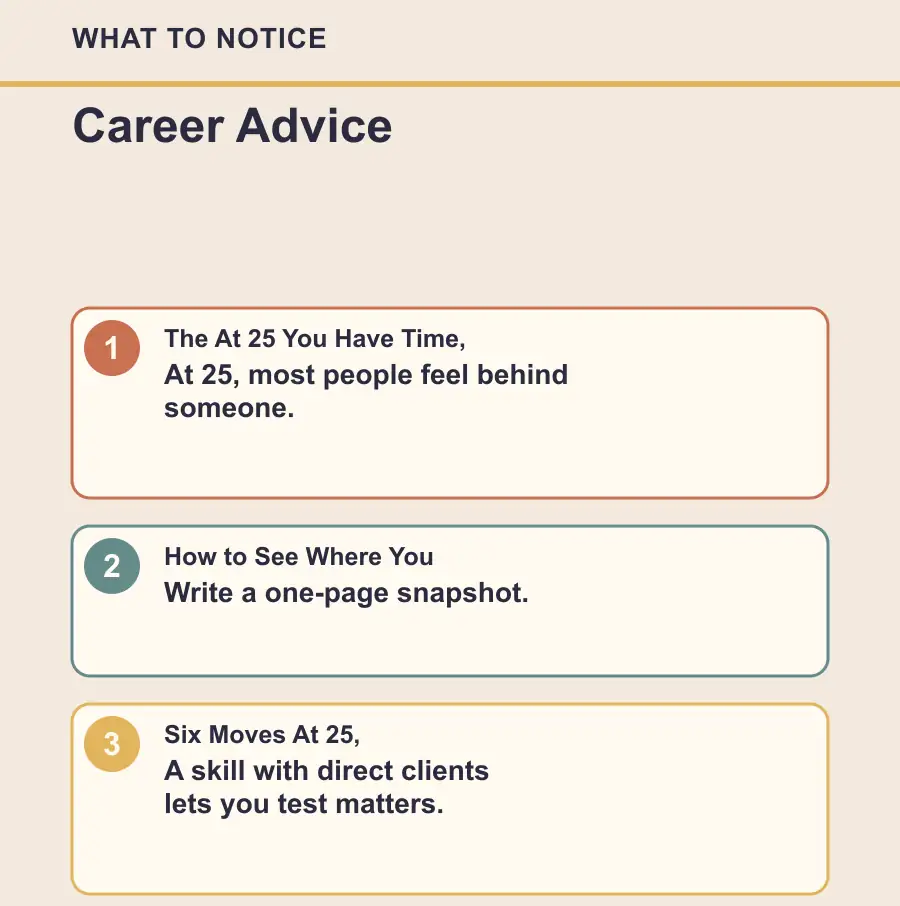 WHAT TO NOTICE
Career Advice
1
The At 25 You Have Time,
At 25, most people feel behind
someone.
2
How to See Where You
Write a one-page snapshot.
3
Six Moves At 25,
A skill with direct clients
lets you test matters.